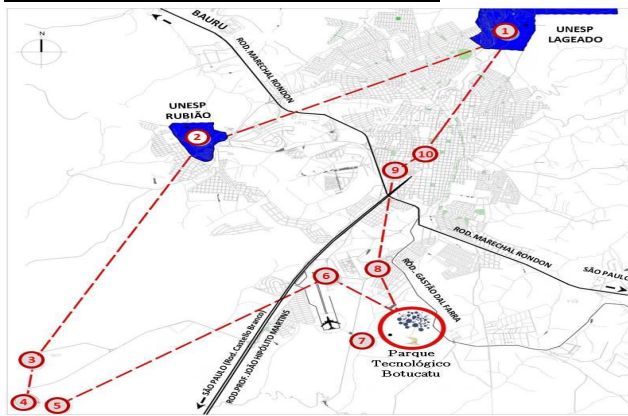 BAURU
ROD. MARECHAL RONDON
N
1
UNESP
LAGEADO
UNESP
RUBIÃO
2
9
10
ROD. MARECHAL RONDON
SÃO PAULO
6
8
ROD. GASTÃO DAL FARRA
SÃO PAULO (Rod. Castello Branco)
ROD.PROF. JOÃO HIPÓLITO MARTINS
7
Parque
Tecnológico
Botucatu
3
4
5